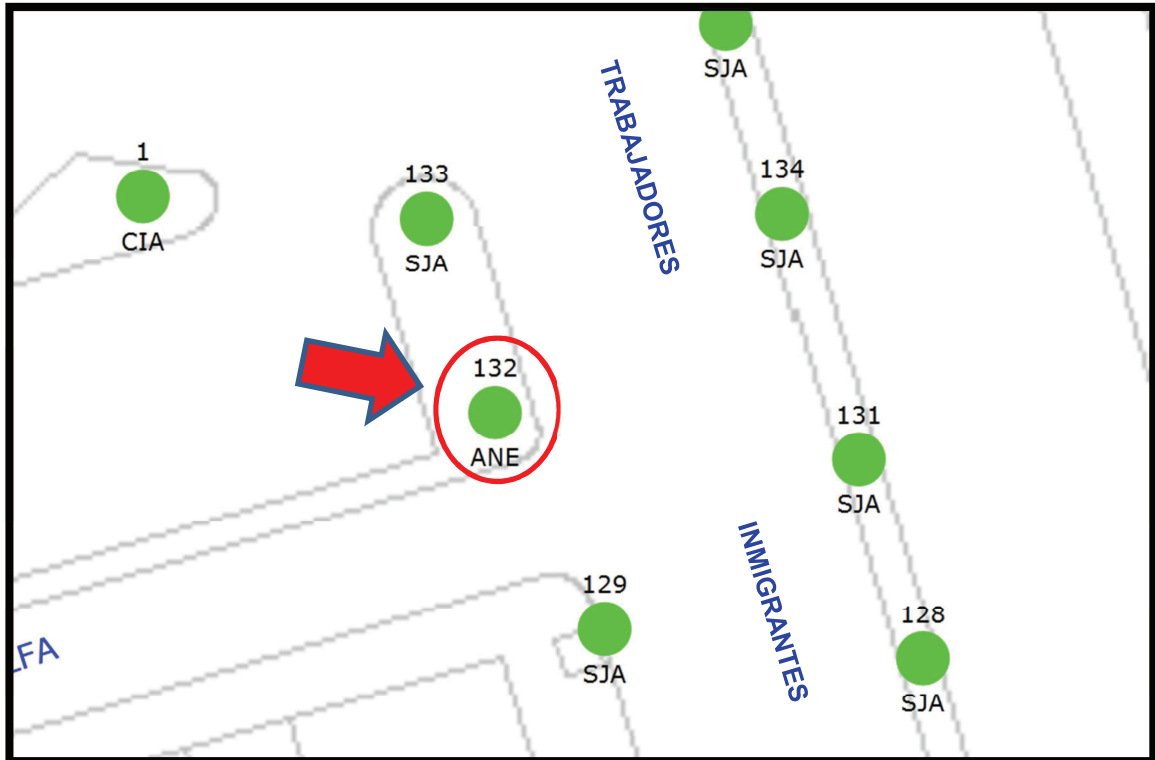 SJA
TRABAJADORES
1
CIA
133
SJA
134
SJA
132
ANE
131
SJA
INMIGRANTES
129
SJA
128
SJA
LFA